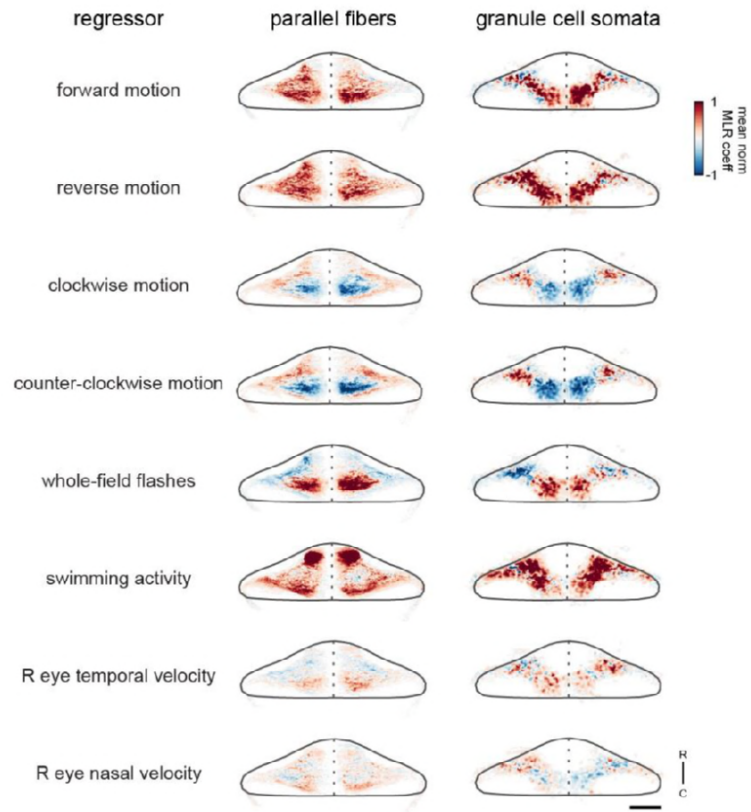 regressor parallel fibers granule cell somata
forward motion
1
mean norm
MLR coeff
-1
reverse motion
clockwise motion
counter-clockwise motion
whole-field flashes
swimming activity
R eye temporal velocity
R eye nasal velocity
R
C